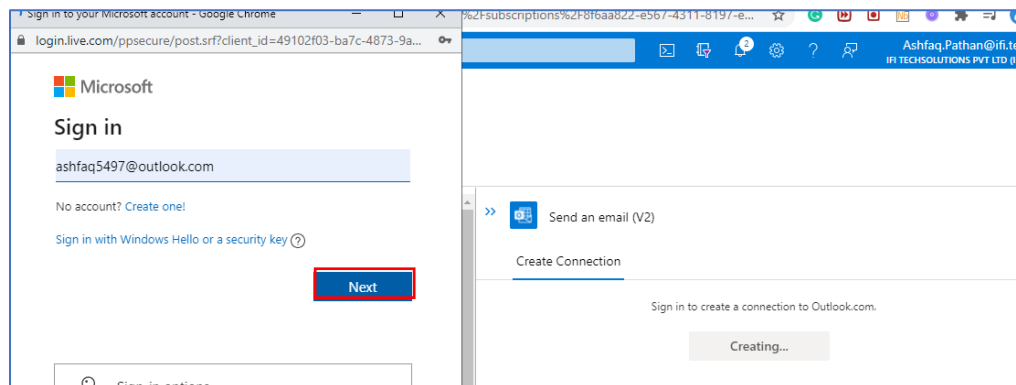 Sign in to your Microsoft account - Google Chrome
%2Fsubscriptions%2F8f6aa822-e567-4311-8197-e...
login.live.com/ppsecure/post.srf?client_id=49102f03-ba7c-4873-9a...
2
Ashfaq.Pathan@ifi.te
IFI TECHSOLUTIONS PVT LTD (I
Microsoft
Sign in
ashfaq5497@outlook.com
No account? Create one!
Sign in with Windows Hello or a security key
Next
Sign-in options
Send an email (V2)
Create Connection
Sign in to create a connection to Outlook.com.
Creating...